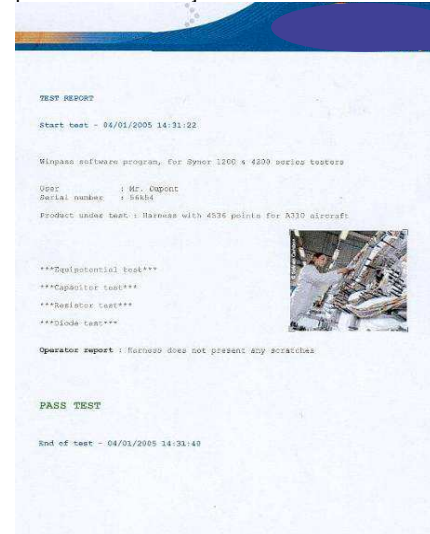 TEST REPORT
Start test - 04/01/2005 14:31:22
Winpass software program, for Synor 1200 & 4200 series testers
User : Mr. Dupont
Serial number :
Product under test : Harness with 4536 points for A310 aircraft
***Equipotential test***
***Capacitor test***
***Resistor test***
***Diode test***
Operator report : Harness does not present any scratches
PASS TEST
End of test - 04/01/2005 14:31:40